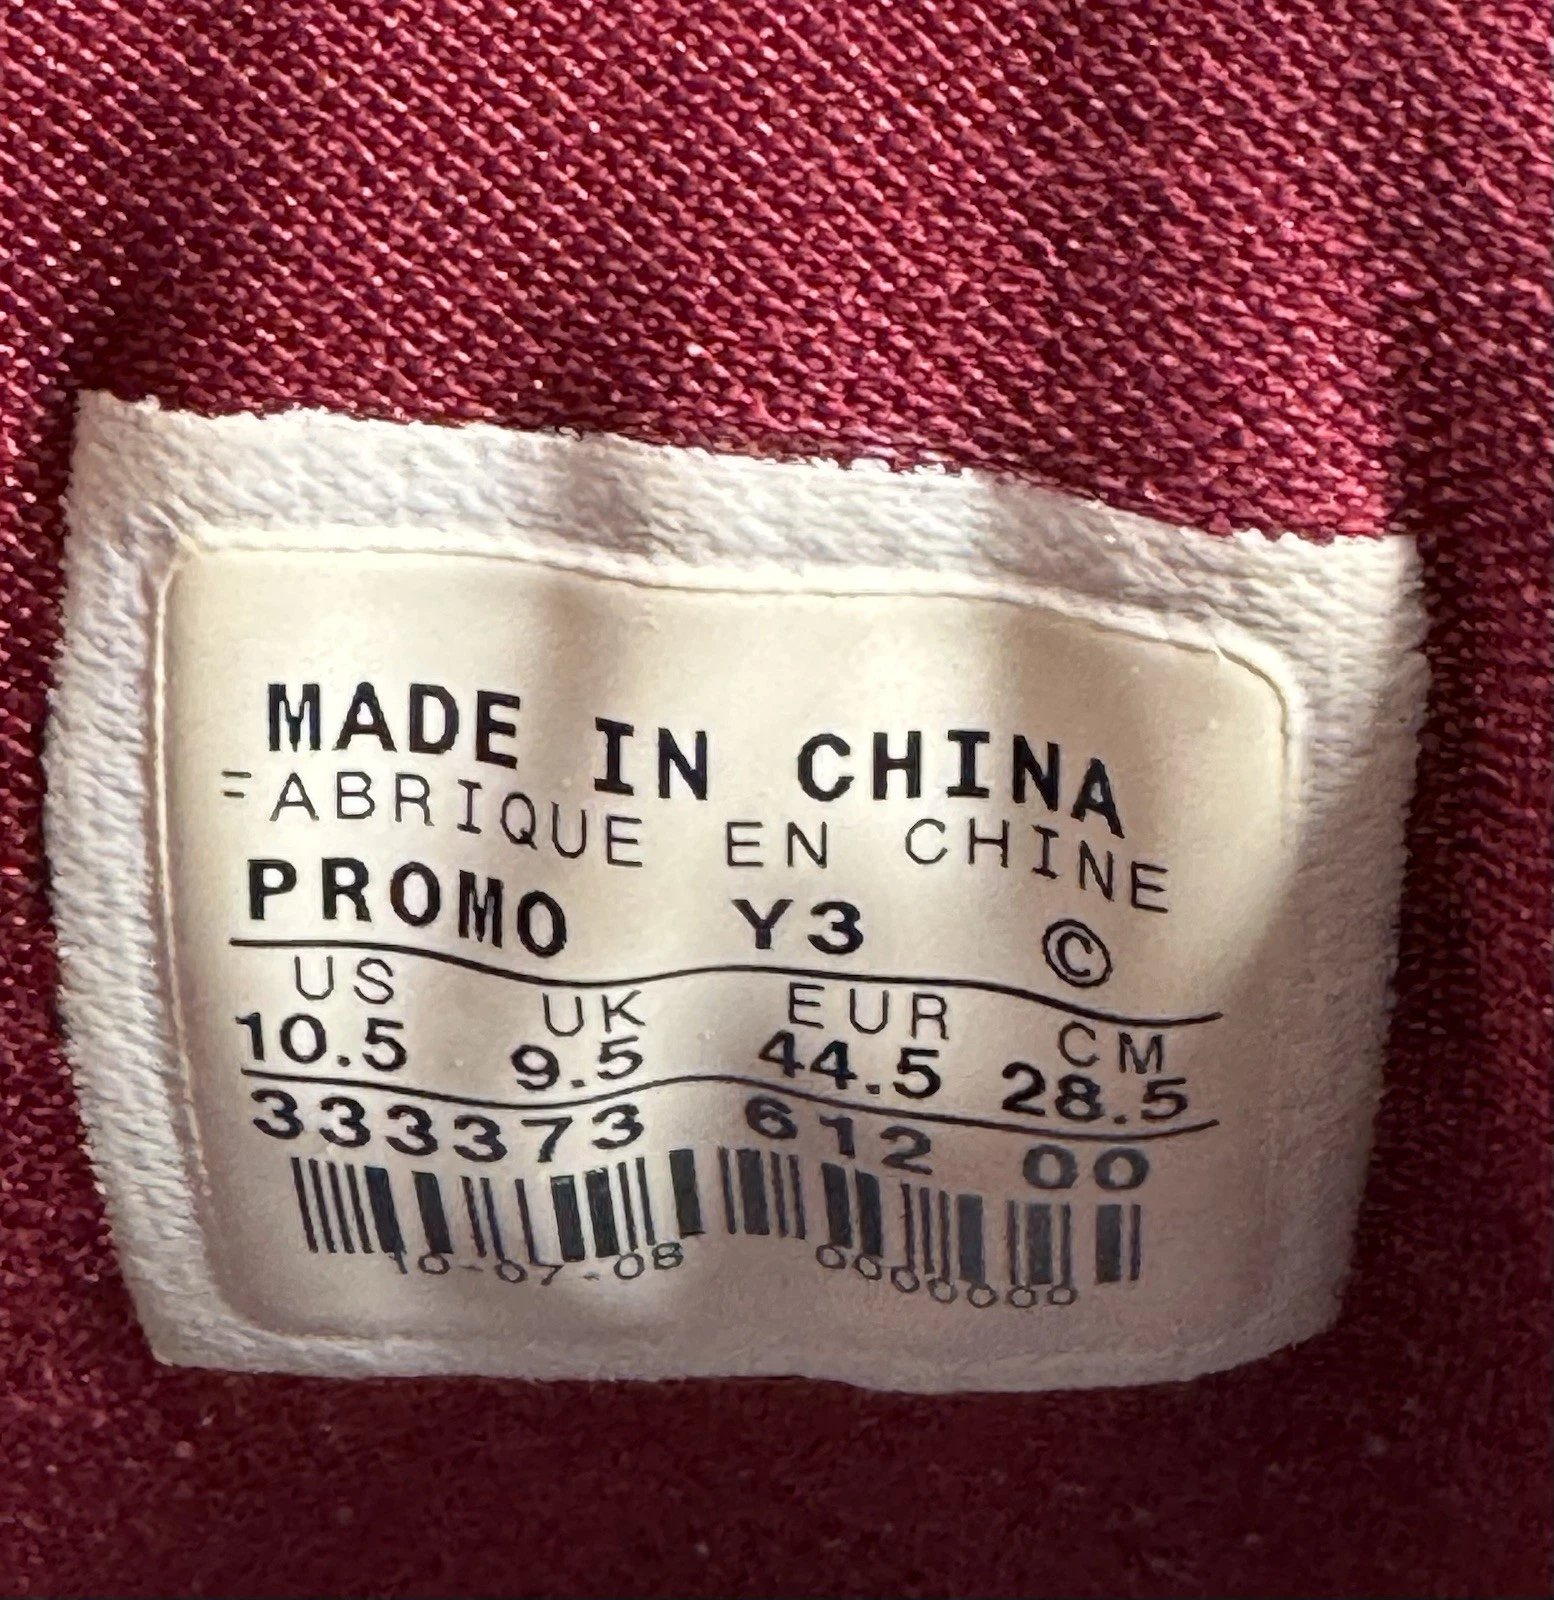 MADE IN CHINA
FABRIQUE EN CHINE
PROMO Y3 ©
US UK EUR CM
10.5 9.5 44.5 28.5
333373 612 00
10-07-08 0000000